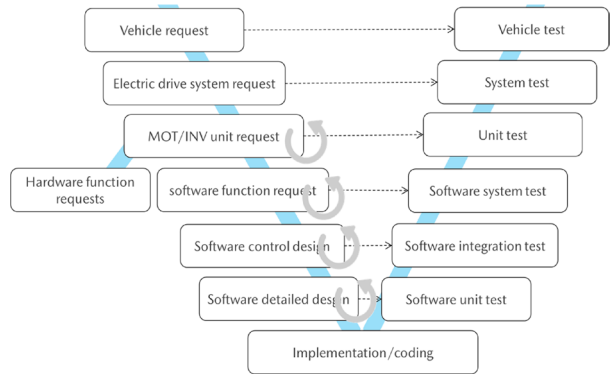 Vehicle request
Vehicle test
Electric drive system request
System test
MOT/INV unit request
Unit test
Hardware function
requests
software function request
Software system test
Software control design
Software integration test
Software detailed desgin
Software unit test
Implementation/coding